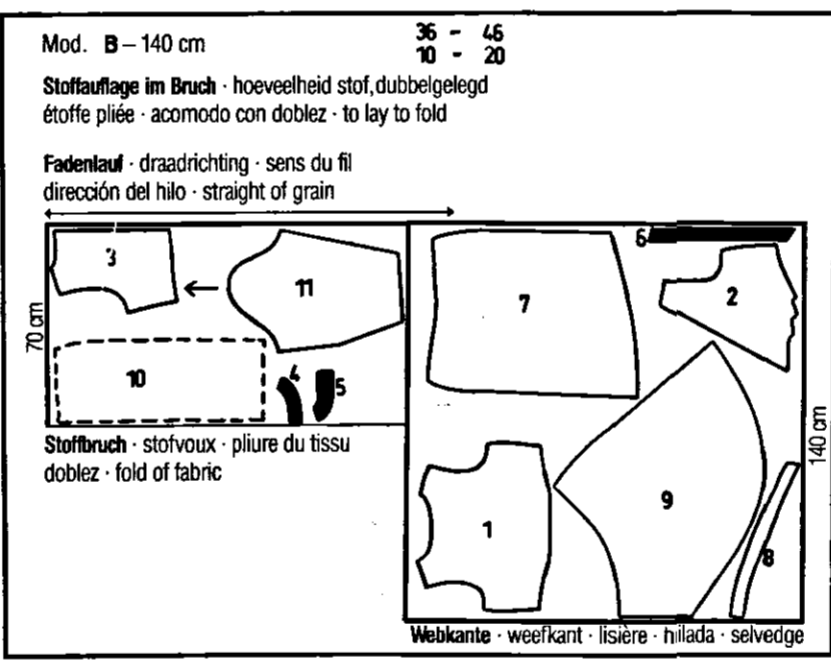 Mod. B – 140 cm
36 - 46
10 - 20
Stoffauflage im Bruch · hoeveelheid stof, dubbelgelegd
étoffe pliée · acomodo con doblez · to lay to fold
Fadenlauf · draadrichting · sens du fil
dirección del hilo · straight of grain
3
11
10
4
5
70 cm
Stoffbruch · stofvoux · pliure du tissu
doblez · fold of fabric
6
7
2
1
9
8
140 cm
Webkante · weefkant · lisière · hillada · selvedge